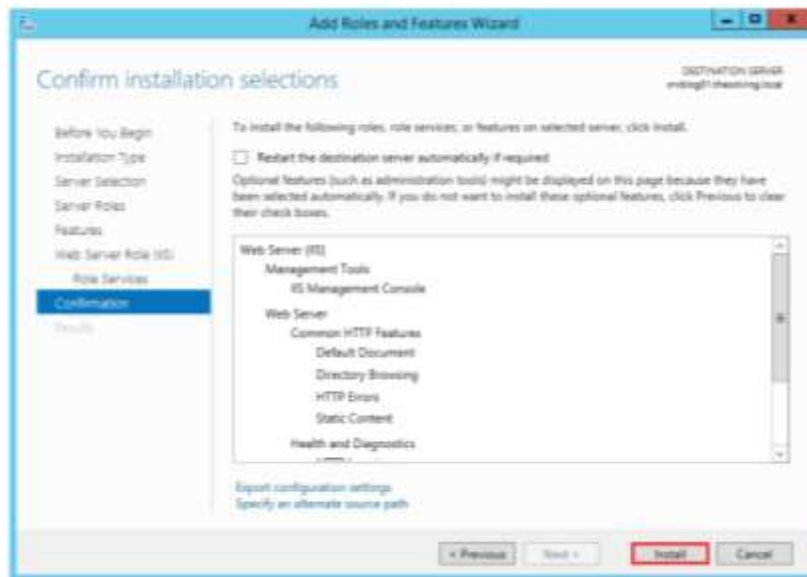 Add Roles and Features Wizard
Confirm installation selections
DESTINATION SERVER
Before You Begin
Installation Type
Server Selection
Server Roles
Features
Web Server Role (IIS)
Role Services
Confirmation
Results
To install the following roles, role services, or features on selected server, click Install.
Restart the destination server automatically if required
Optional features (such as administration tools) might be displayed on this page because they have
been selected automatically. If you do not want to install these optional features, click Previous to clear
their check boxes.
Web Server (IIS)
Management Tools
IIS Management Console
Web Server
Common HTTP Features
Default Document
Directory Browsing
HTTP Errors
Static Content
Health and Diagnostics
Export configuration settings
Specify an alternate source path
< Previous
Next >
Install
Cancel